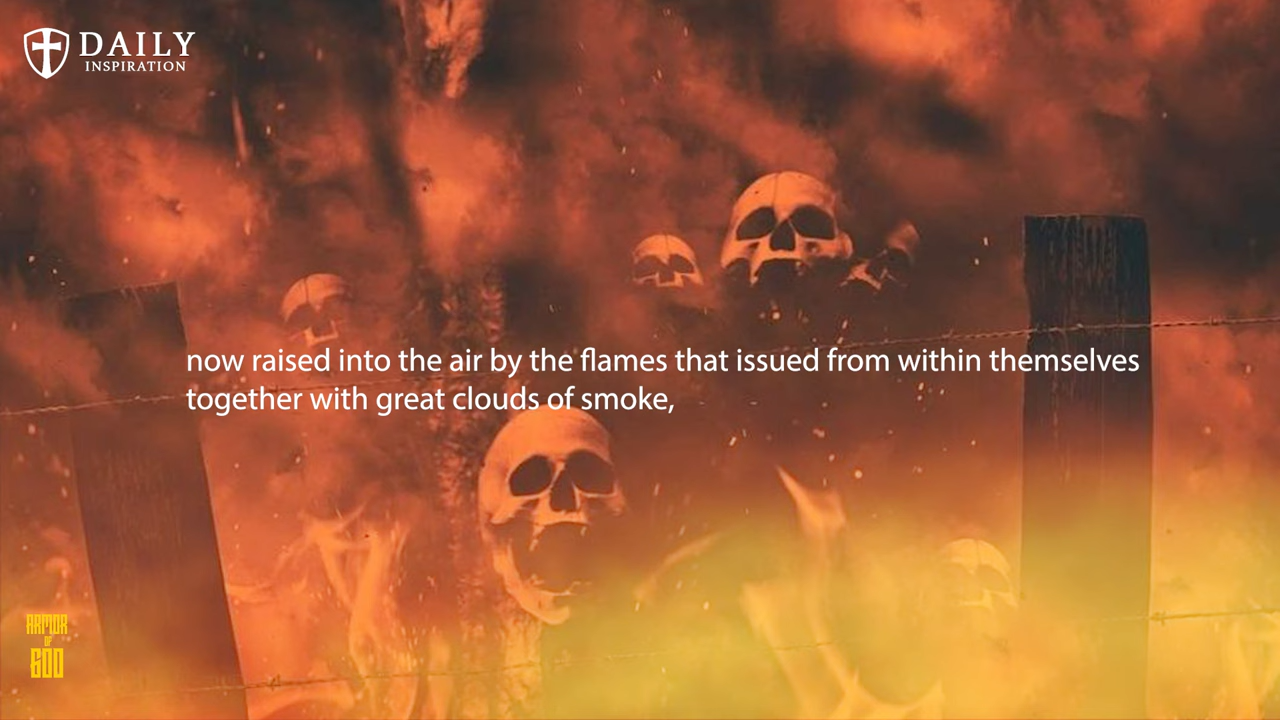 DAILY
INSPIRATION
now raised into the air by the flames that issued from within themselves
together with great clouds of smoke,
ARMOR
OF
GOD